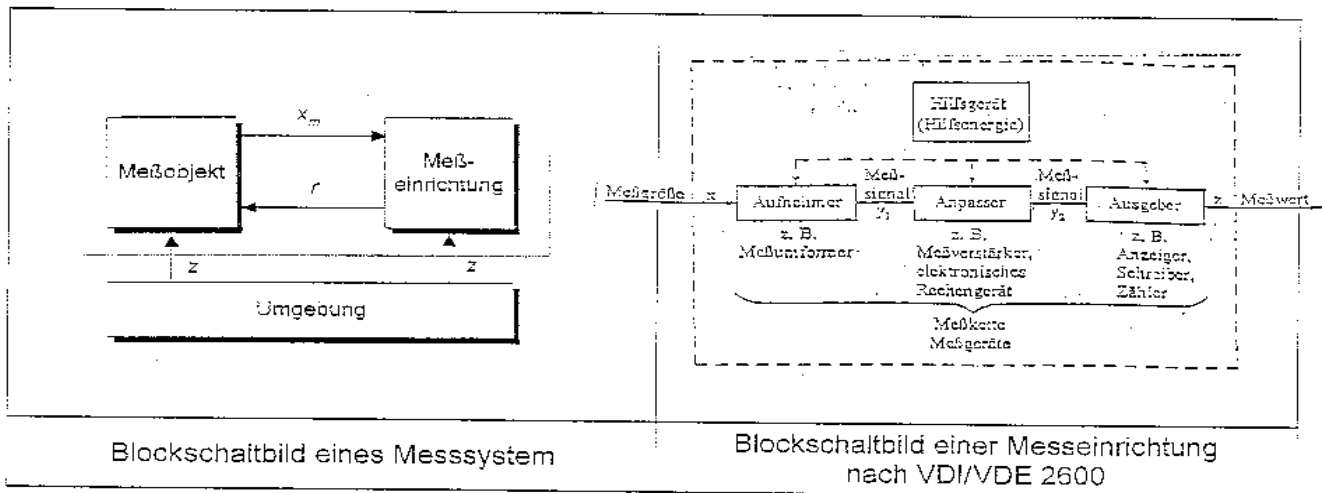 x_m
Meßobjekt
Meß-
einrichtung
r
z
z
Umgebung
Blockschaltbild eines Messsystem
Hilfsgerät
(Hilfsenergie)
Meßgröße
x
Aufnehmer
Meß-
signal
y₁
Anpasser
Meß-
signal
y₂
Ausgeber
z
Meßwert
z. B.
Meßumformer
z. B.
Meßverstärker,
elektronisches
Rechengerät
z. B.
Anzeiger,
Schreiber,
Zähler
Meßkette
Meßgeräte
Blockschaltbild einer Messeinrichtung
nach VDI/VDE 2600